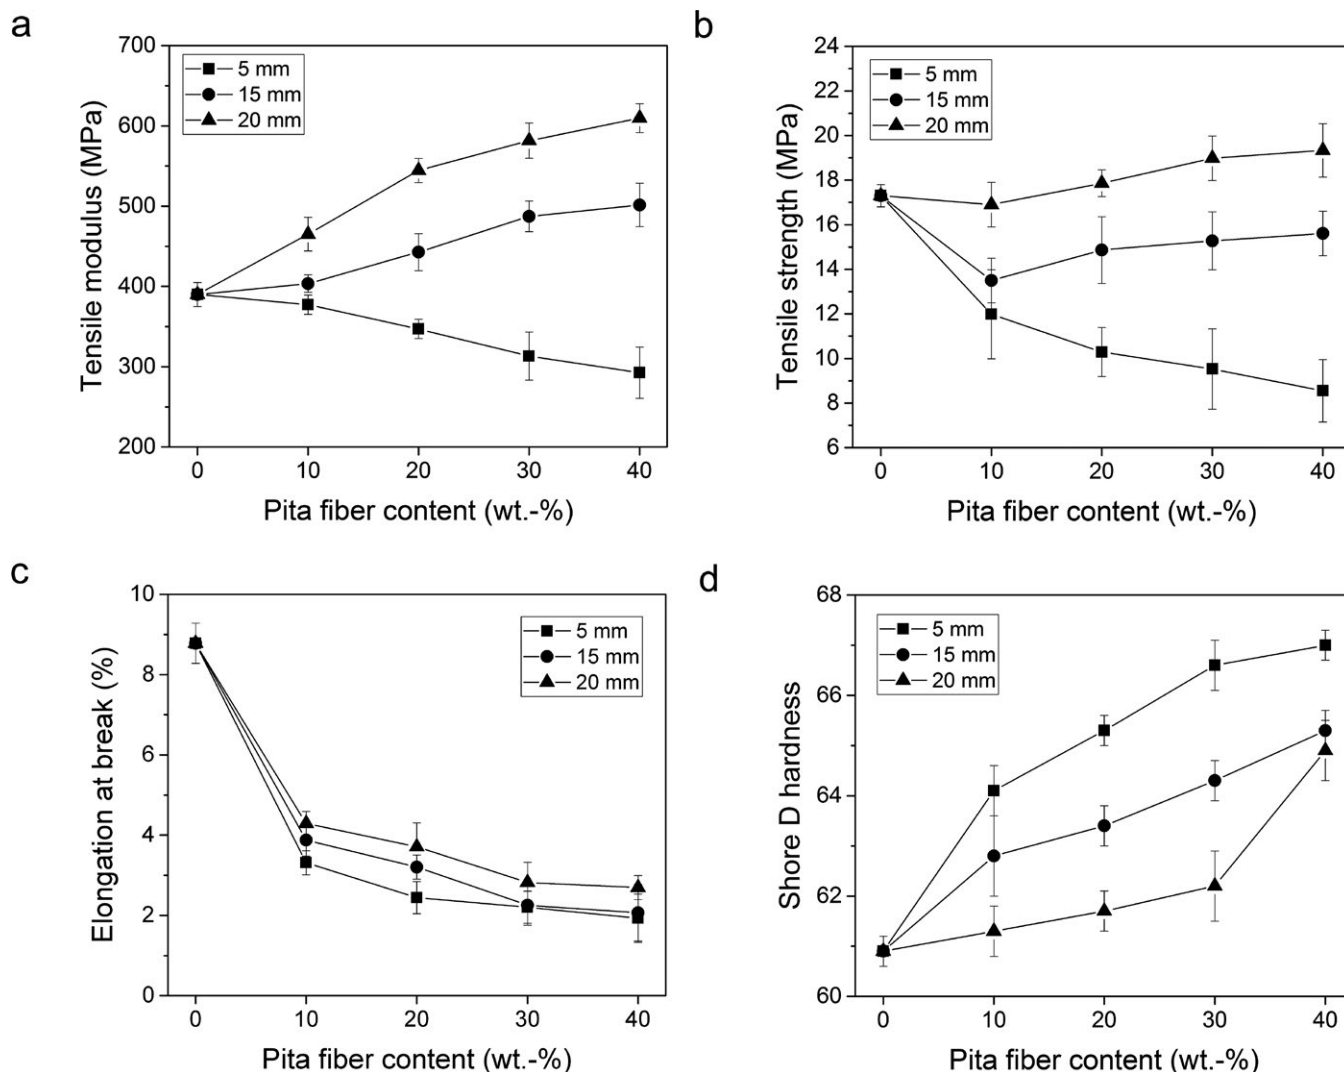 a
700
600
500
400
300
200
Tensile modulus (MPa)
5 mm
15 mm
20 mm
0 10 20 30 40
Pita fiber content (wt.-%)
b
24
22
20
18
16
14
12
10
8
6
Tensile strength (MPa)
5 mm
15 mm
20 mm
0 10 20 30 40
Pita fiber content (wt.-%)
c
10
8
6
4
2
0
Elongation at break (%)
5 mm
15 mm
20 mm
0 10 20 30 40
Pita fiber content (wt.-%)
d
68
66
64
62
60
Shore D hardness
5 mm
15 mm
20 mm
0 10 20 30 40
Pita fiber content (wt.-%)